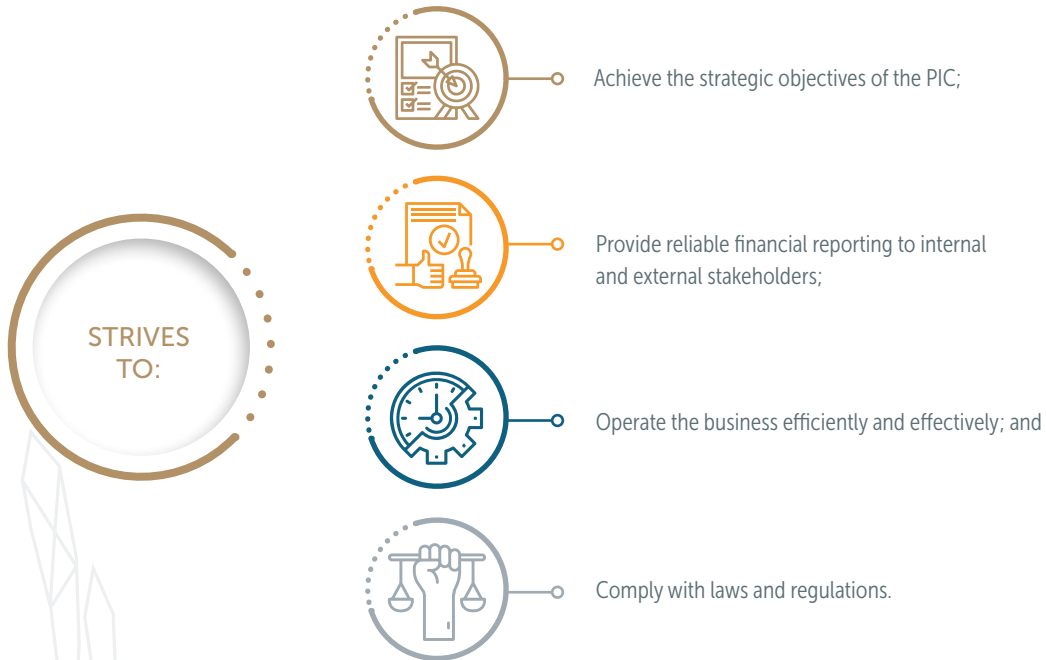 STRIVES
TO:
Achieve the strategic objectives of the PIC;
Provide reliable financial reporting to internal
and external stakeholders;
Operate the business efficiently and effectively; and
Comply with laws and regulations.